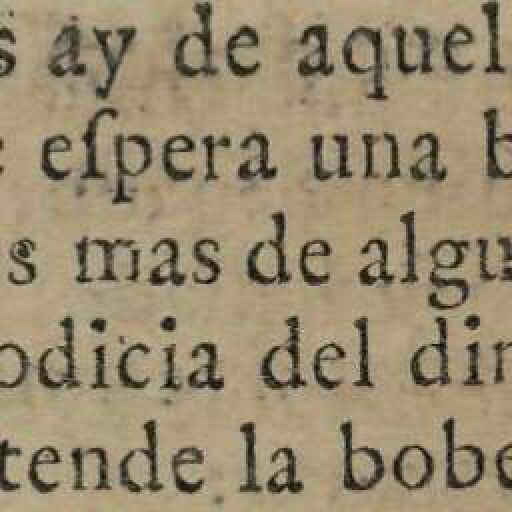 s ay de aquel
e eſpera una b
s mas de algu
odicia del din
tende la bobe